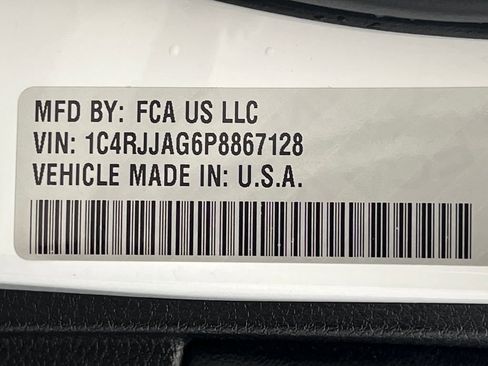 MFD BY: FCA US LLC
VIN: 1C4RJJAG6P8867128
VEHICLE MADE IN: U.S.A.